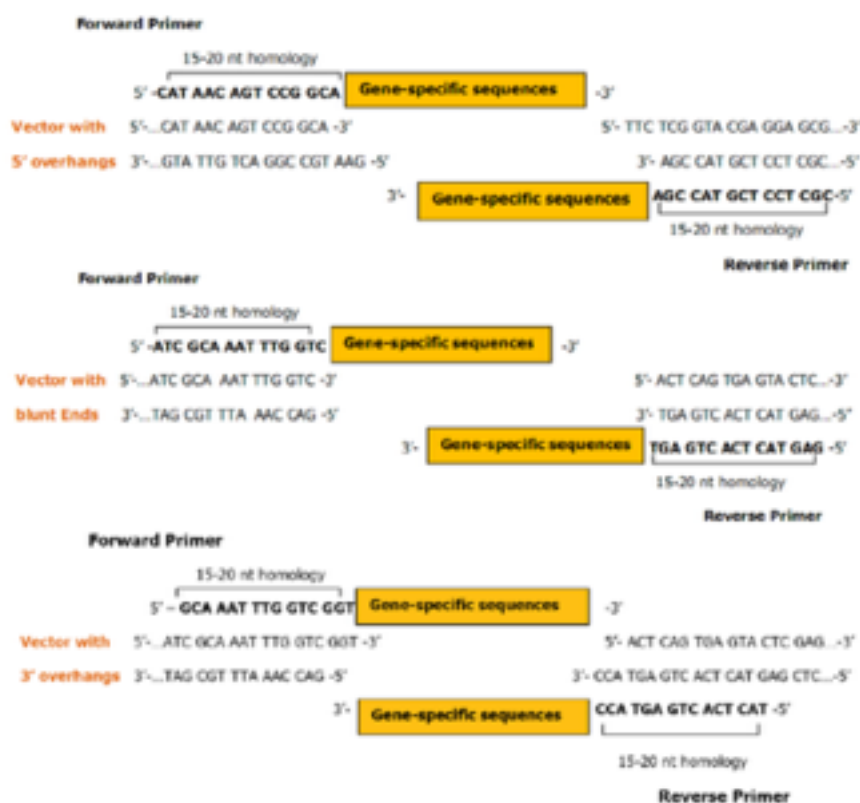 Forward Primer
15-20 nt homology
5' -CAT AAC AGT CCG GCA Gene-specific sequences -3'
Vector with 5'-...CAT AAC AGT CCG GCA -3' 5'- TTC TCG GTA CGA GGA GCG...-3'
5' overhangs 3'-...GTA TTG TCA GGC CGT AAG -5' 3'- AGC CAT GCT CCT CGC...-5'
3'- Gene-specific sequences AGC CAT GCT CCT CGC-5'
15-20 nt homology
Reverse Primer
Forward Primer
15-20 nt homology
5' -ATC GCA AAT TTG GTC Gene-specific sequences -3'
Vector with 5'-...ATC GCA AAT TTG GTC -3' 5'- ACT CAG TGA GTA CTC...-3'
blunt Ends 3'-...TAG CGT TTA AAC CAG -5' 3'- TGA GTC ACT CAT GAG...-5"
3'- Gene-specific sequences TGA GTC ACT CAT GAG -5'
15-20 nt homology
Reverse Primer
Forward Primer
15-20 nt homology
5' - GCA AAT TTG GTC GGT Gene-specific sequences -3'
Vector with 5'-...ATC GCA AAT TTG GTC GGT -3' 5'- ACT CAG TGA GTA CTC GAG...-3'
3' overhangs 3'-...TAG CGT TTA AAC CAG -5' 3'- CCA TGA GTC ACT CAT GAG CTC...-5'
3'- Gene-specific sequences CCA TGA GTC ACT CAT -5'
15-20 nt homology
Reverse Primer